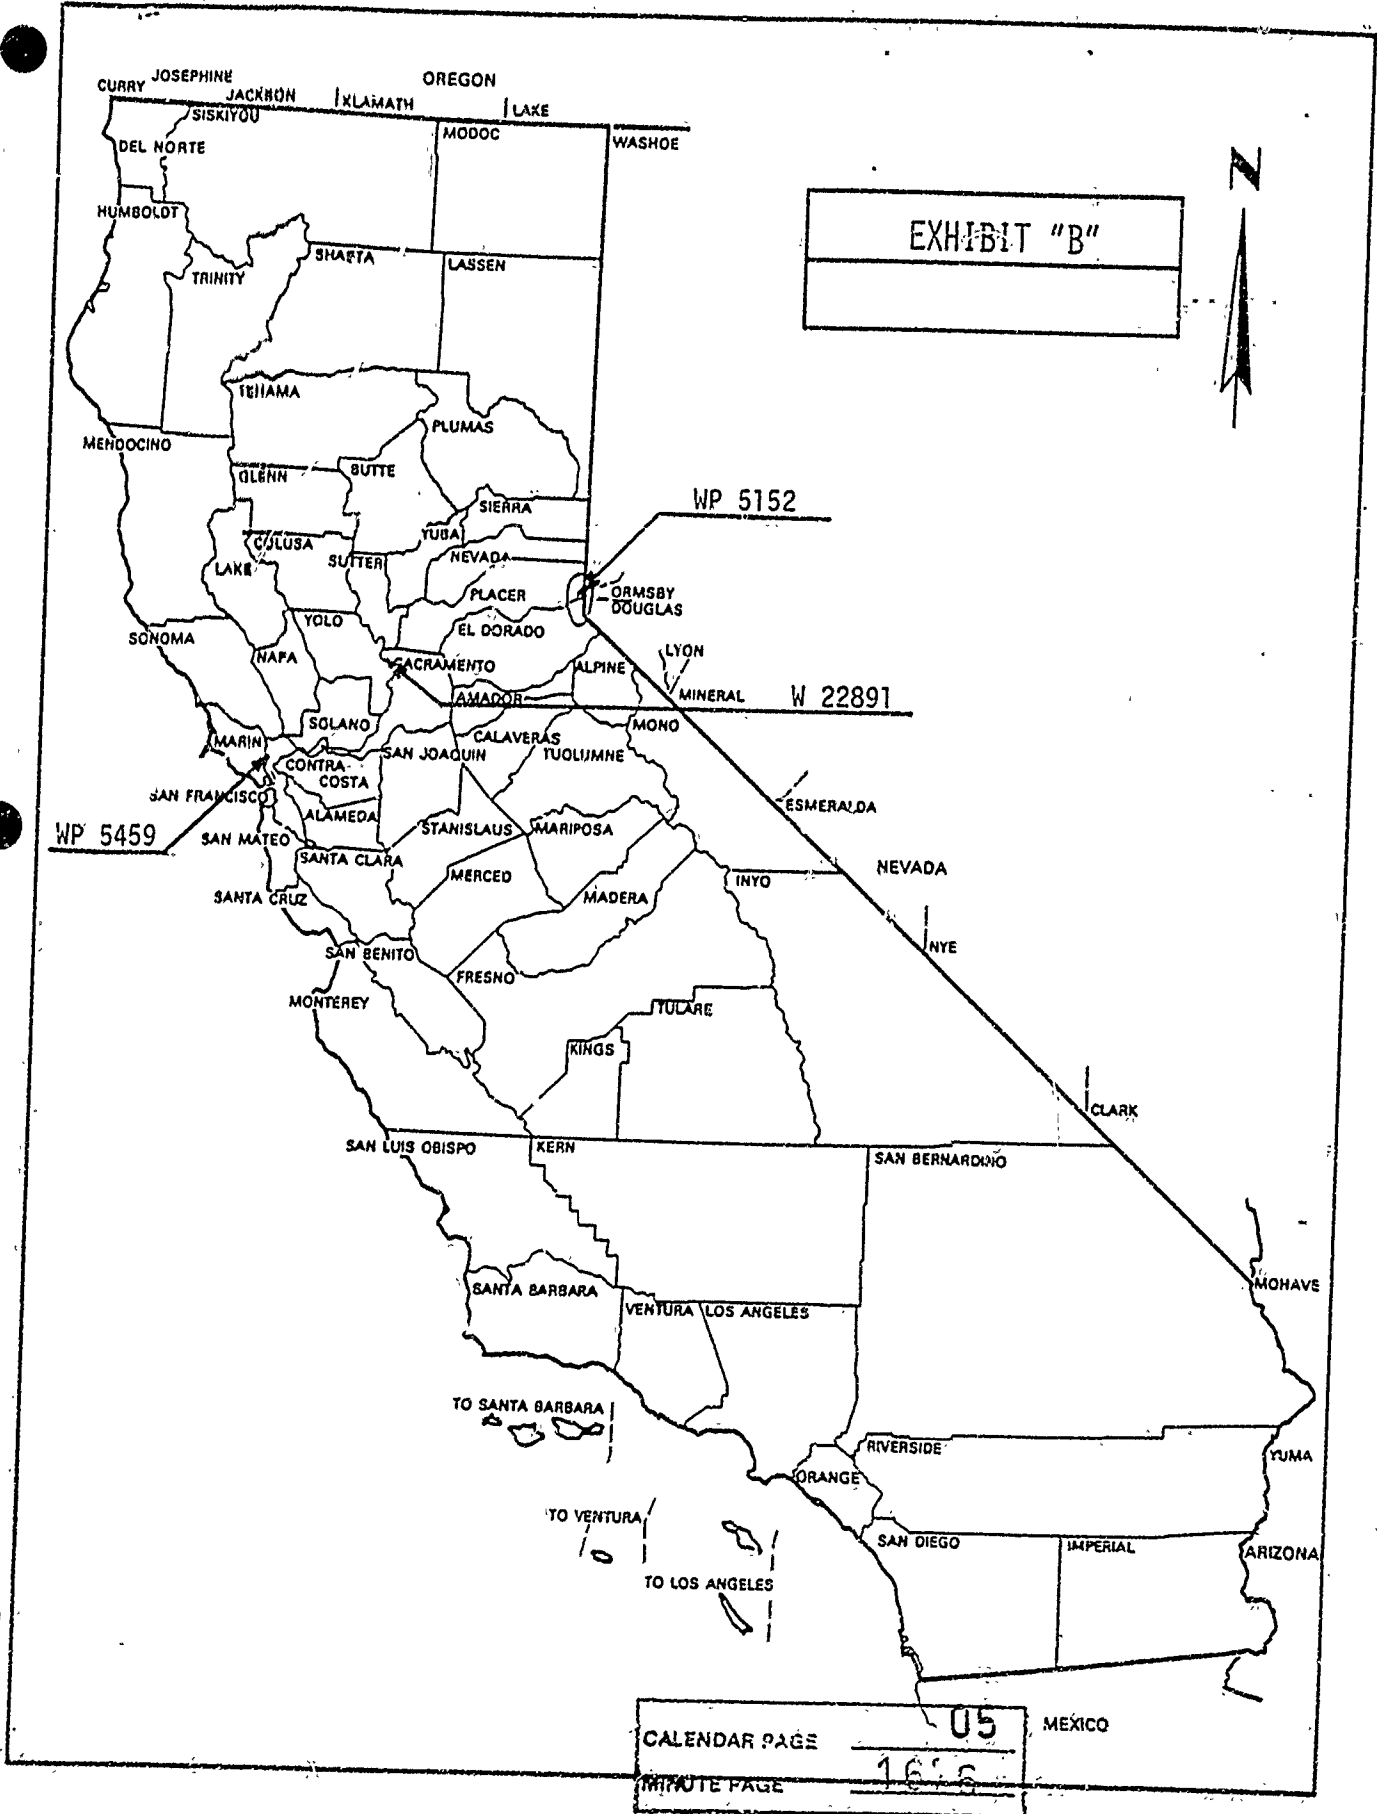 OREGON
CURRY
JOSEPHINE
JACKSON
KLAMATH
LAKE
SISKIYOU
MODOC
WASHOE
DEL NORTE
N
HUMBOLDT
EXHIBIT "B"
TRINITY
SHASTA
LASSEN
TEHAMA
PLUMAS
MENDOCINO
GLENN
BUTTE
WP 5152
SIERRA
YUBA
COLUSA
SUTTER
NEVADA
LAKE
PLACER
ORMSBY
DOUGLAS
YOLO
EL DORADO
SONOMA
NAPA
SACRAMENTO
ALPINE
LYON
AMADOR
MINERAL
W 22891
SOLANO
MONO
MARIN
CALAVERAS
SAN JOAQUIN
TUOLUMNE
CONTRA
COSTA
SAN FRANCISCO
ALAMEDA
ESMERALDA
WP 5459
SAN MATEO
STANISLAUS
MARIPOSA
SANTA CLARA
NEVADA
MERCED
INYO
SANTA CRUZ
MADERA
NYE
SAN BENITO
FRESNO
MONTEREY
TULARE
KINGS
CLARK
SAN LUIS OBISPO
KERN
SAN BERNARDINO
MOHAVE
SANTA BARBARA
VENTURA
LOS ANGELES
TO SANTA BARBARA
RIVERSIDE
YUMA
ORANGE
TO VENTURA
SAN DIEGO
IMPERIAL
ARIZONA
TO LOS ANGELES
MEXICO
CALENDAR PAGE 05
MINUTE PAGE